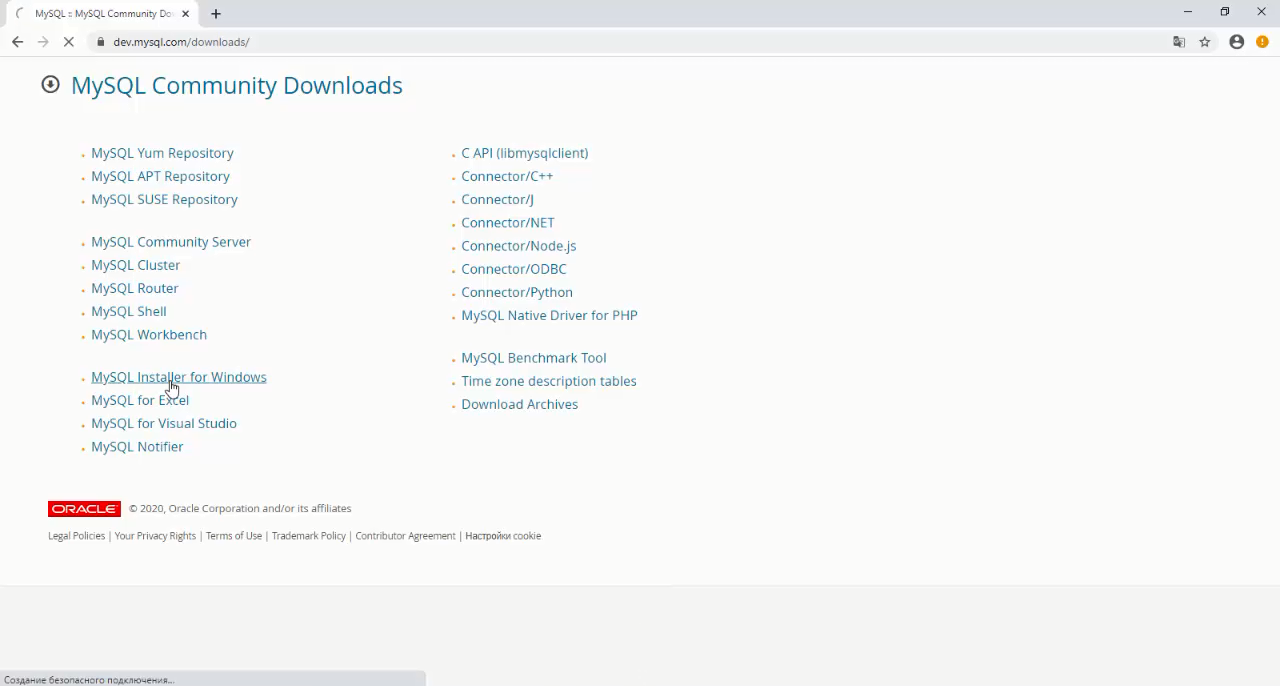 MySQL :: MySQL Community Do
dev.mysql.com/downloads/
MySQL Community Downloads
MySQL Yum Repository
MySQL APT Repository
MySQL SUSE Repository
MySQL Community Server
MySQL Cluster
MySQL Router
MySQL Shell
MySQL Workbench
MySQL Installer for Windows
MySQL for Excel
MySQL for Visual Studio
MySQL Notifier
C API (libmysqlclient)
Connector/C++
Connector/J
Connector/NET
Connector/Node.js
Connector/ODBC
Connector/Python
MySQL Native Driver for PHP
MySQL Benchmark Tool
Time zone description tables
Download Archives
ORACLE © 2020, Oracle Corporation and/or its affiliates
Legal Policies | Your Privacy Rights | Terms of Use | Trademark Policy | Contributor Agreement | Настройки cookie
Создание безопасного подключения...